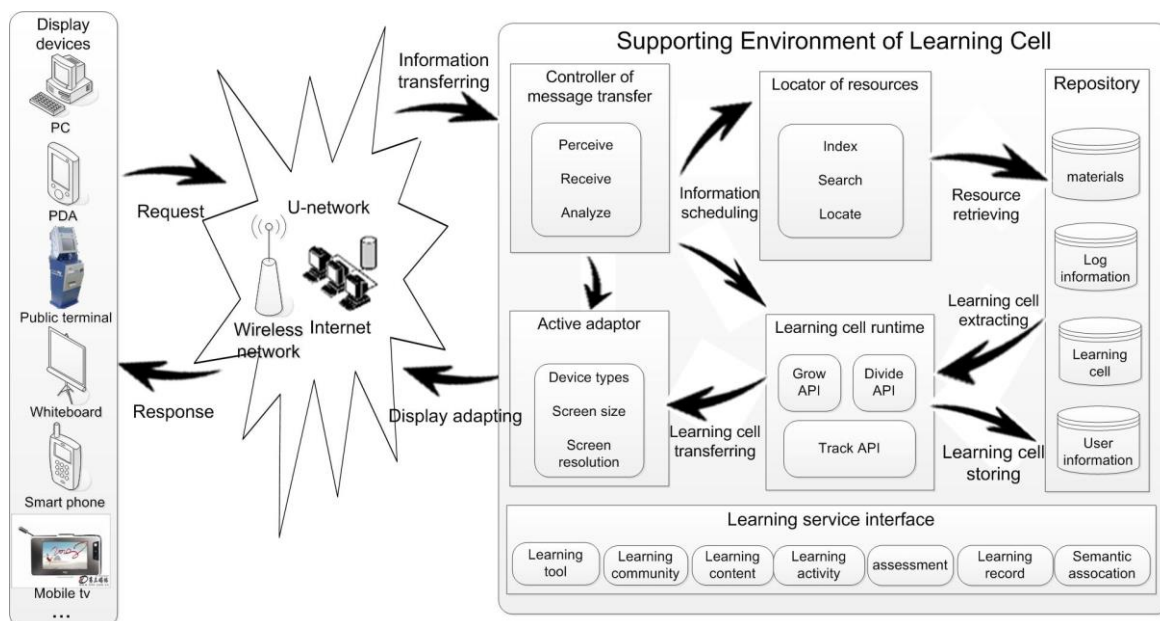 Display
devices
PC
PDA
Public terminal
Whiteboard
Smart phone
Mobile tv
...
Request
Response
U-network
Wireless
network
Internet
Information
transferring
Display adapting
Supporting Environment of Learning Cell
Controller of
message transfer
Perceive
Receive
Analyze
Information
scheduling
Locator of resources
Index
Search
Locate
Resource
retrieving
Repository
materials
Log
information
Learning
cell
User
information
Active adaptor
Device types
Screen size
Screen
resolution
Learning cell
transferring
Learning cell runtime
Grow
API
Divide
API
Track API
Learning cell
extracting
Learning cell
storing
Learning service interface
Learning
tool
Learning
community
Learning
content
Learning
activity
assessment
Learning
record
Semantic
assocation